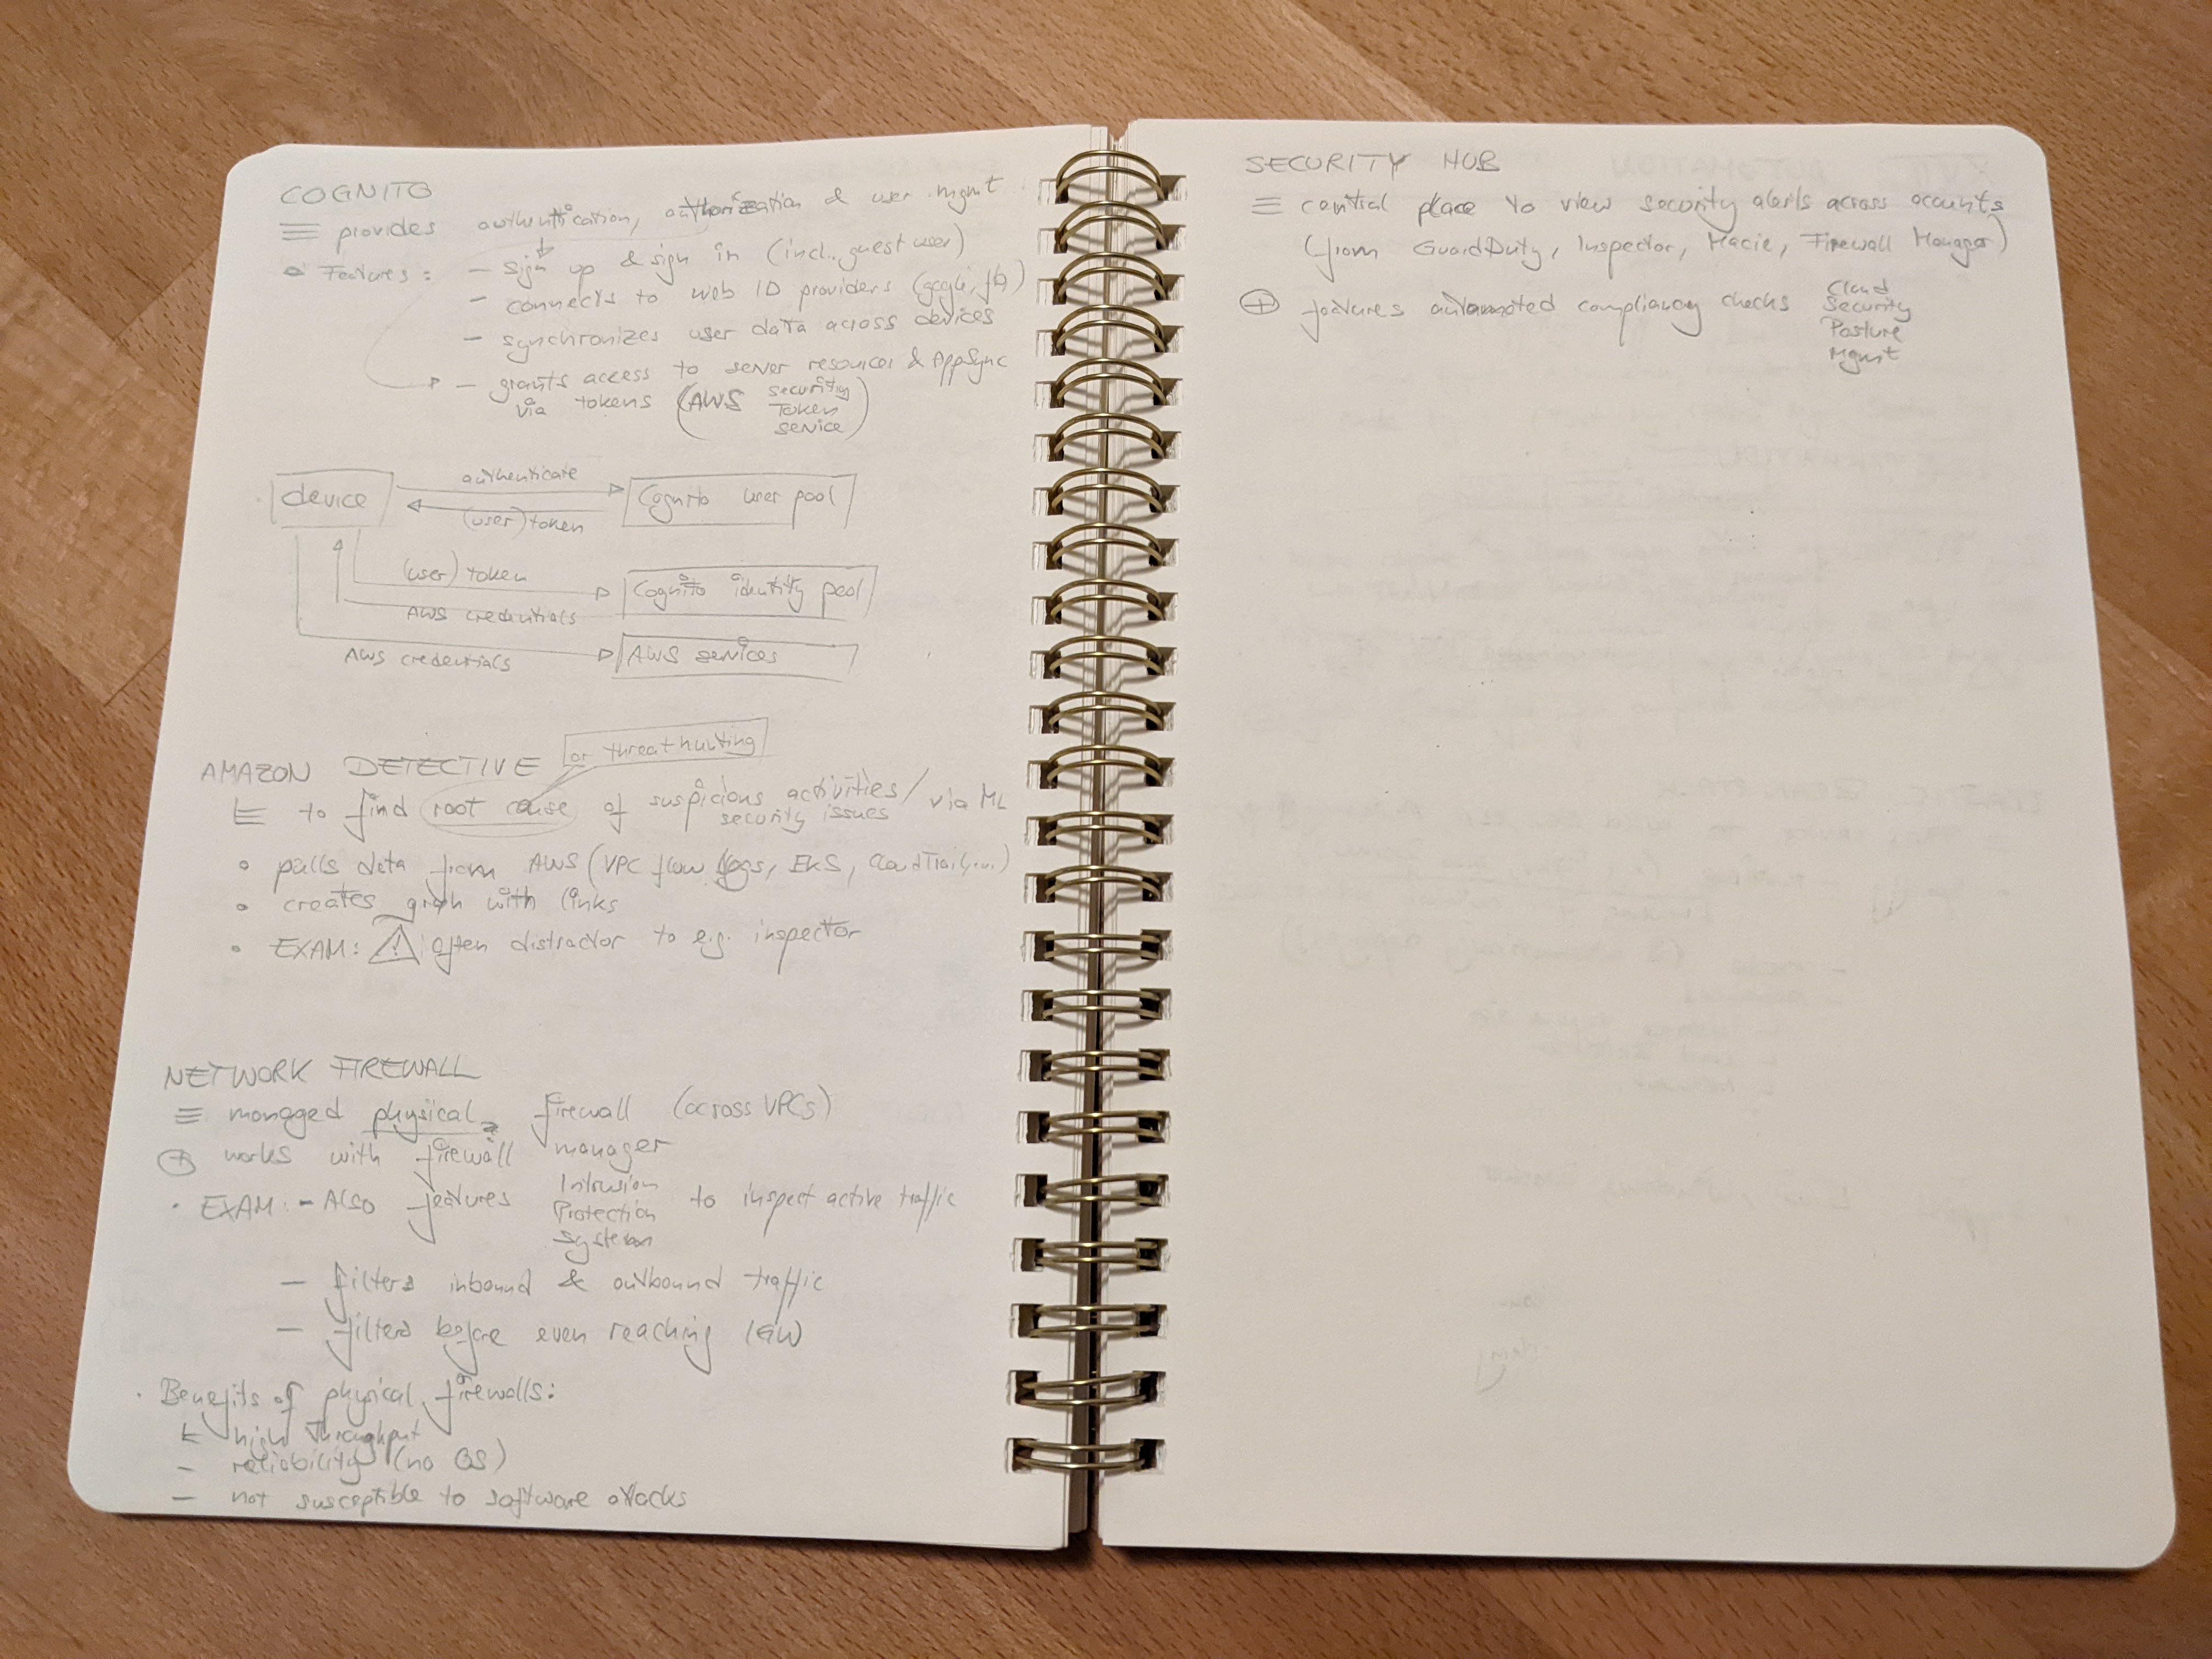 COGNITO
≡ provides authentication, authorization & user mgmt
• Features: – sign up & sign in (incl. guest user)
– connects to web ID providers (google, fb)
– synchronizes user data across devices
– grants access to server resources & AppSync
via tokens (AWS Security
Token
Service)
device
authenticate
(user) token
Cognito user pool
(user) token
AWS credentials
Cognito identity pool
AWS credentials
AWS services
or threat hunting
AMAZON DETECTIVE
to find root cause of suspicious activities / via ML
security issues
• pulls data from AWS (VPC flow logs, EKS, CloudTrail, ...)
• creates graph with links
• EXAM: ⚠ often distractor to e.g. inspector
NETWORK FIREWALL
≡ managed physical firewall (across VPCs)
⊕ works with firewall manager
• EXAM: – Also features Intrusion
Protection
System
to inspect active traffic
– filters inbound & outbound traffic
– filters before even reaching IGW
• Benefits of physical firewalls:
– high throughput
– reliability (no OS)
– not susceptible to software attacks
SECURITY HUB
≡ central place to view security alerts across accounts
(from GuardDuty, Inspector, Macie, Firewall Manager)
⊕ features automated compliancy checks
Cloud
Security
Posture
Mgmt